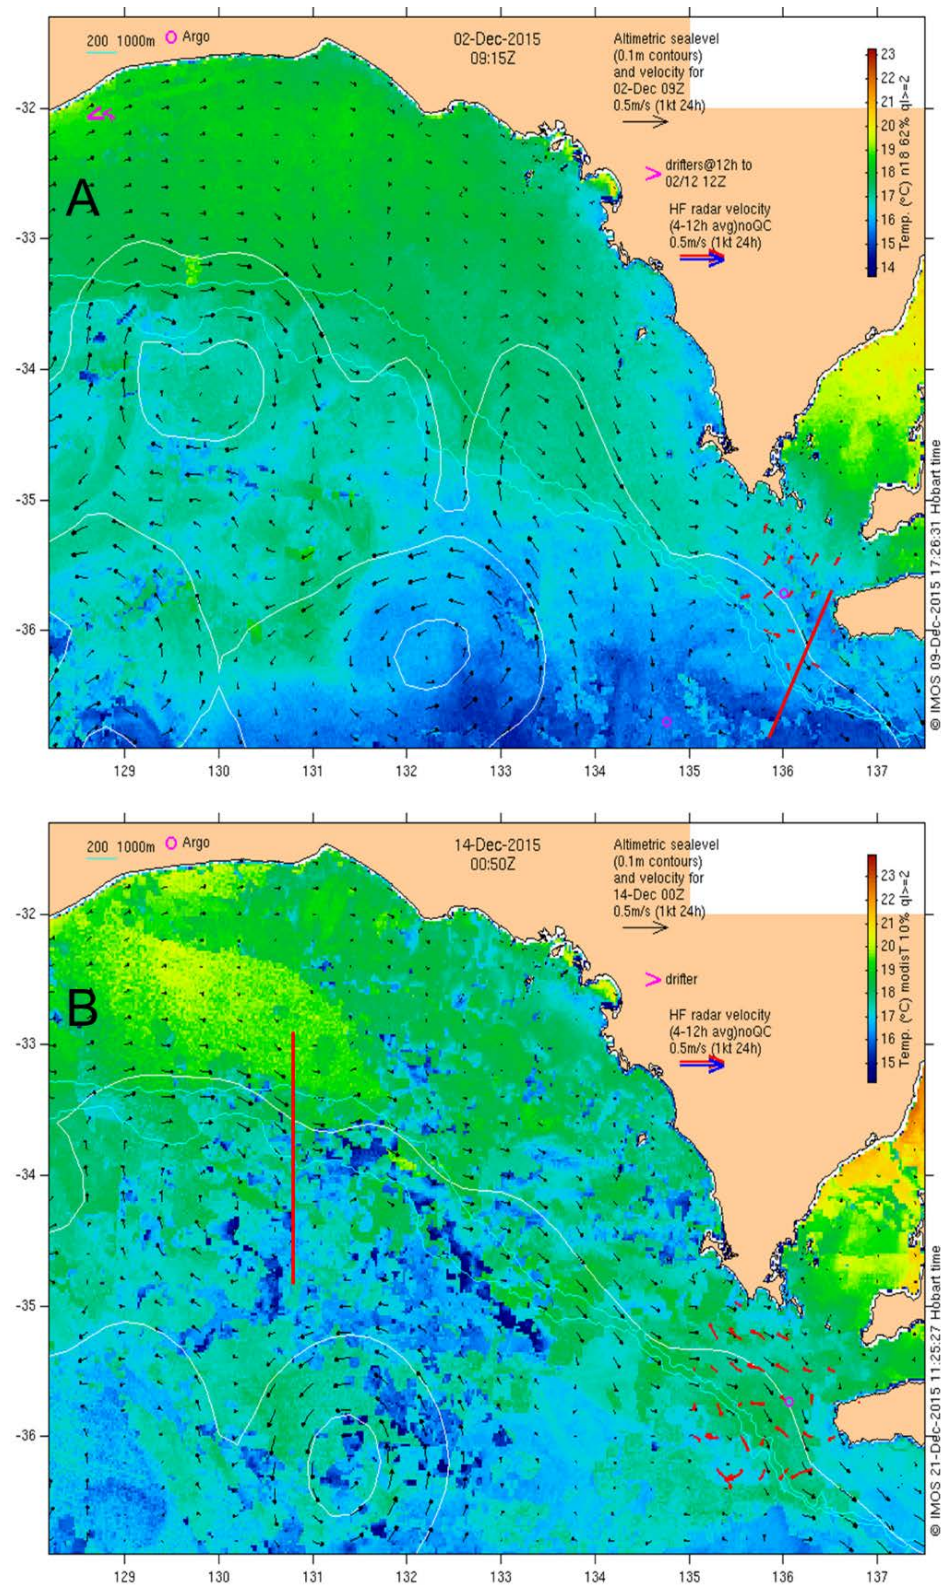 200 1000m
Argo
02-Dec-2015
09:15Z
Altimetric sealevel
(0.1m contours)
and velocity for
02-Dec 09Z
0.5m/s (1kt 24h)
drifters@12h to
02/12 12Z
HF radar velocity
(4-12h avg)noQC
0.5m/s (1kt 24h)
A
-32
-33
-34
-35
-36
129 130 131 132 133 134 135 136 137
23
22
21
20
19
18
17
16
15
14
Temp. (°C) n18 62% ql>=2
© IMOS 09-Dec-2015 17:26:31 Hobart time
200 1000m
Argo
14-Dec-2015
00:50Z
Altimetric sealevel
(0.1m contours)
and velocity for
14-Dec 00Z
0.5m/s (1kt 24h)
drifter
HF radar velocity
(4-12h avg)noQC
0.5m/s (1kt 24h)
B
-32
-33
-34
-35
-36
129 130 131 132 133 134 135 136 137
23
22
21
20
19
18
17
16
15
Temp. (°C) modisT 10% ql>=2
© IMOS 21-Dec-2015 11:25:27 Hobart time